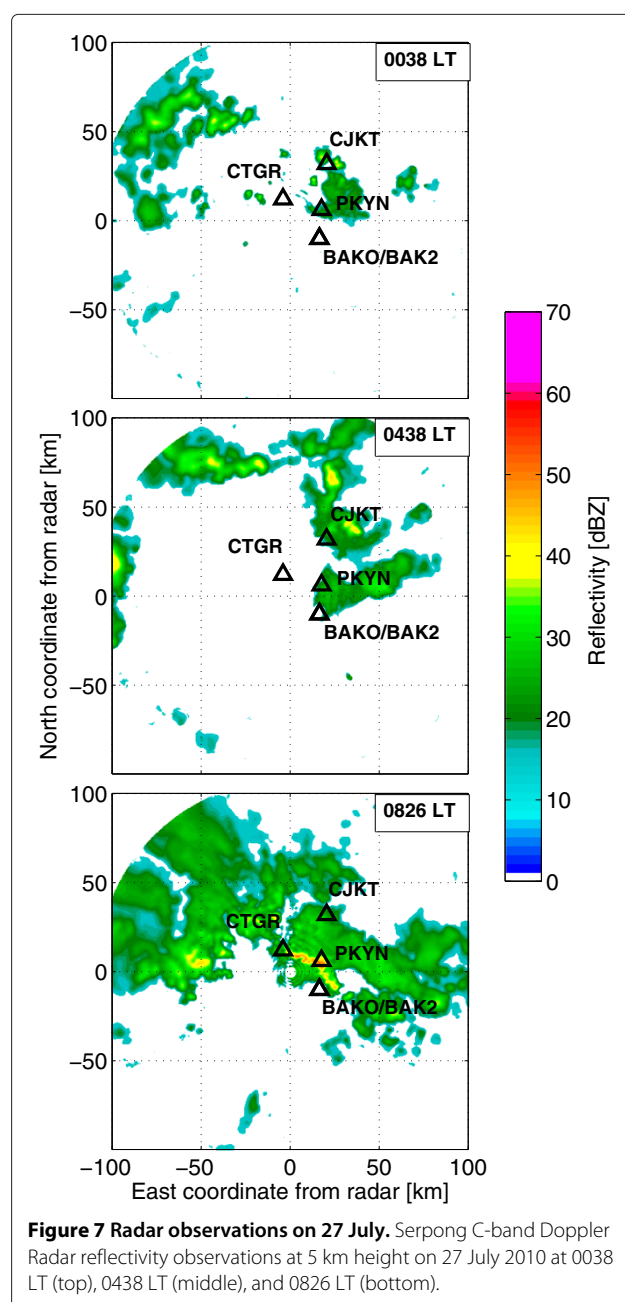 100
0038 LT
50
CJKT
CTGR
PKYN
0
BAKO/BAK2
−50
70
60
50
40
30
20
10
0
Reflectivity [dBZ]
100
0438 LT
50
CJKT
CTGR
PKYN
0
BAKO/BAK2
−50
North coordinate from radar [km]
100
0826 LT
50
CJKT
CTGR
PKYN
0
BAKO/BAK2
−50
−100 −50 0 50 100
East coordinate from radar [km]
Figure 7 Radar observations on 27 July. Serpong C-band Doppler
Radar reflectivity observations at 5 km height on 27 July 2010 at 0038
LT (top), 0438 LT (middle), and 0826 LT (bottom).